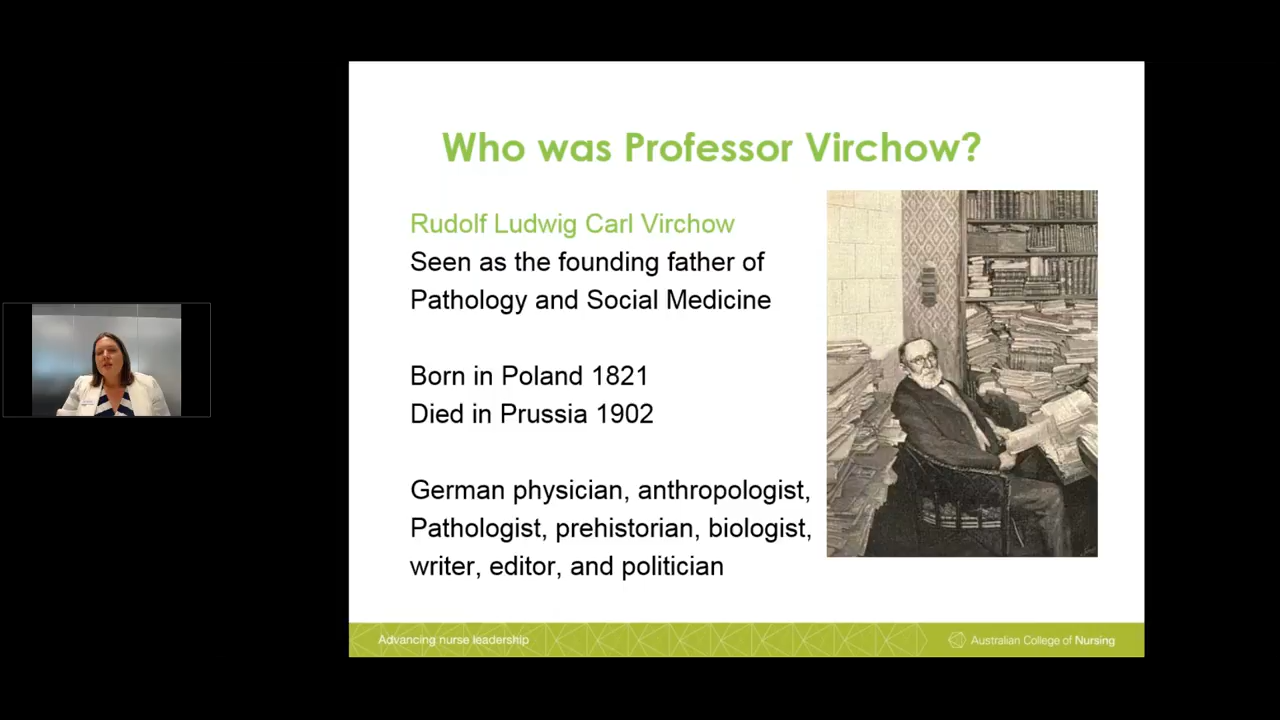 Who was Professor Virchow?
Rudolf Ludwig Carl Virchow
Seen as the founding father of
Pathology and Social Medicine
Born in Poland 1821
Died in Prussia 1902
German physician, anthropologist,
Pathologist, prehistorian, biologist,
writer, editor, and politician
Advancing nurse leadership
Australian College of Nursing